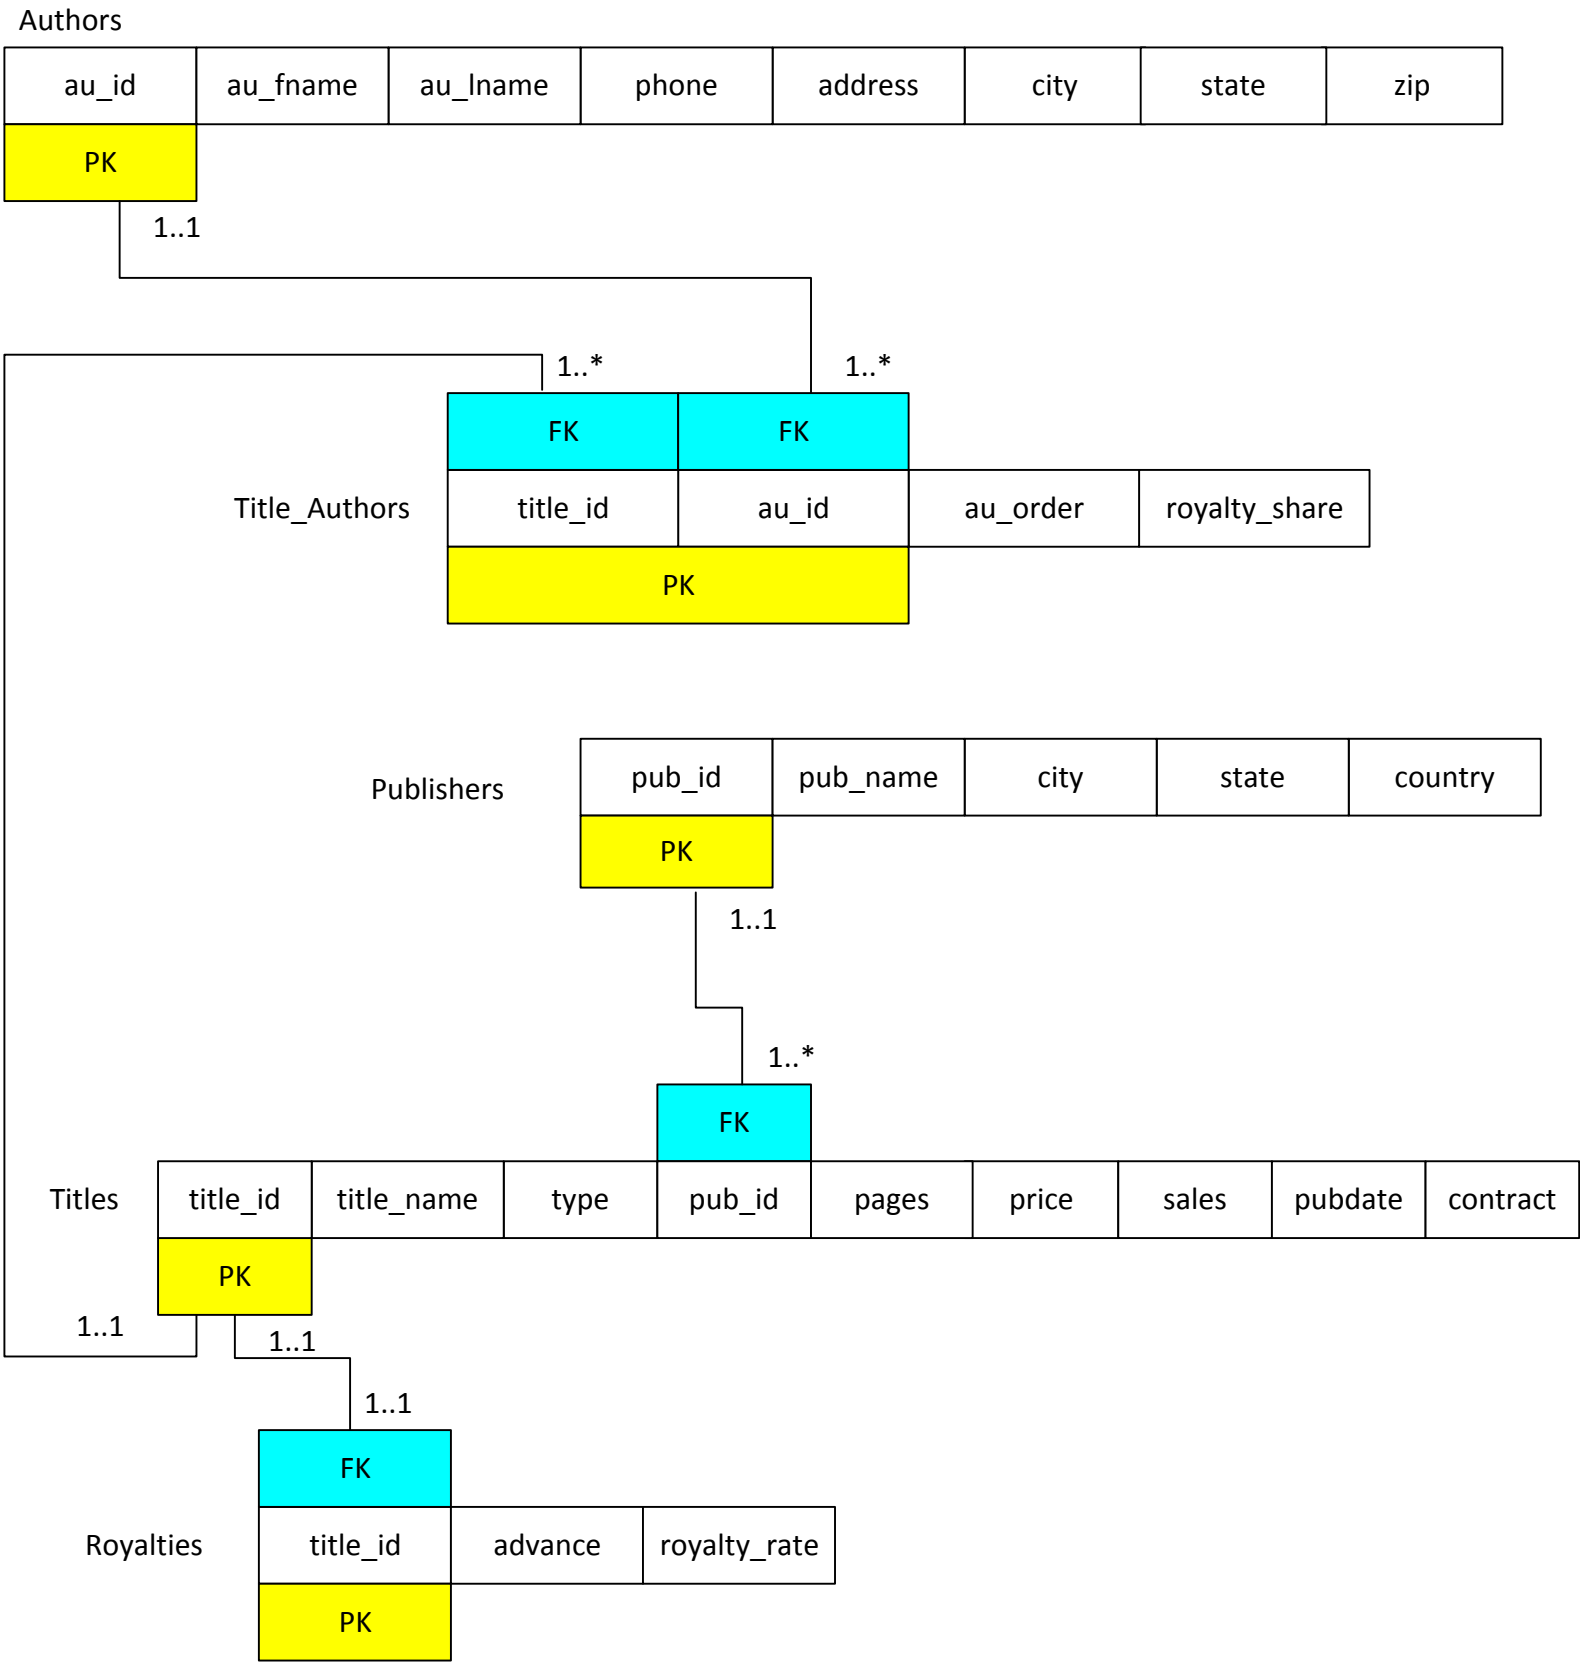 Authors
au_id au_fname au_lname phone address city state zip
PK
1..1
1..* 1..*
FK FK
Title_Authors title_id au_id au_order royalty_share
PK
Publishers pub_id pub_name city state country
PK
1..1
1..*
FK
Titles title_id title_name type pub_id pages price sales pubdate contract
PK
1..1 1..1
1..1
FK
Royalties title_id advance royalty_rate
PK